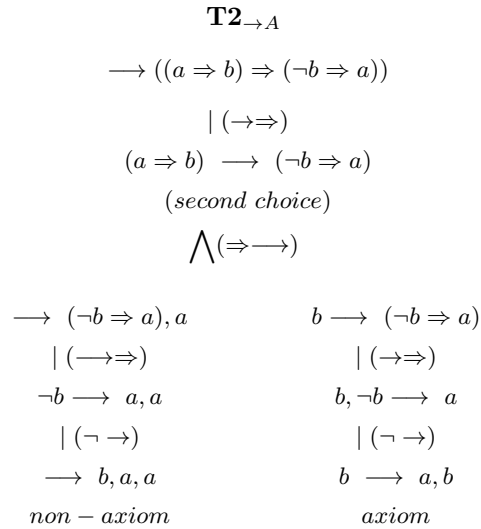 T2→A
⟶ ((a ⇒ b) ⇒ (¬b ⇒ a))
| (→⇒)
(a ⇒ b) ⟶ (¬b ⇒ a)
(second choice)
⋀(⇒⟶)
⟶ (¬b ⇒ a), a
b ⟶ (¬b ⇒ a)
| (⟶⇒)
| (→⇒)
¬b ⟶ a, a
b, ¬b ⟶ a
| (¬ →)
| (¬ →)
⟶ b, a, a
b ⟶ a, b
non − axiom
axiom